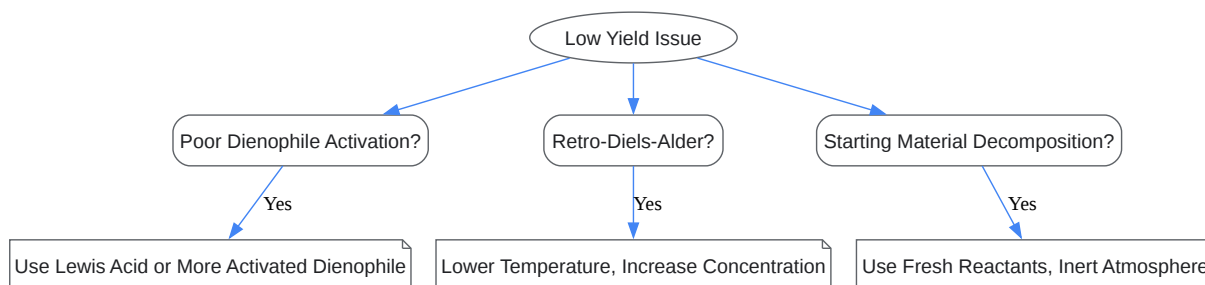 Low Yield Issue
Poor Dienophile Activation?
Retro-Diels-Alder?
Starting Material Decomposition?
Yes
Yes
Yes
Use Lewis Acid or More Activated Dienophile
Lower Temperature, Increase Concentration
Use Fresh Reactants, Inert Atmosphere